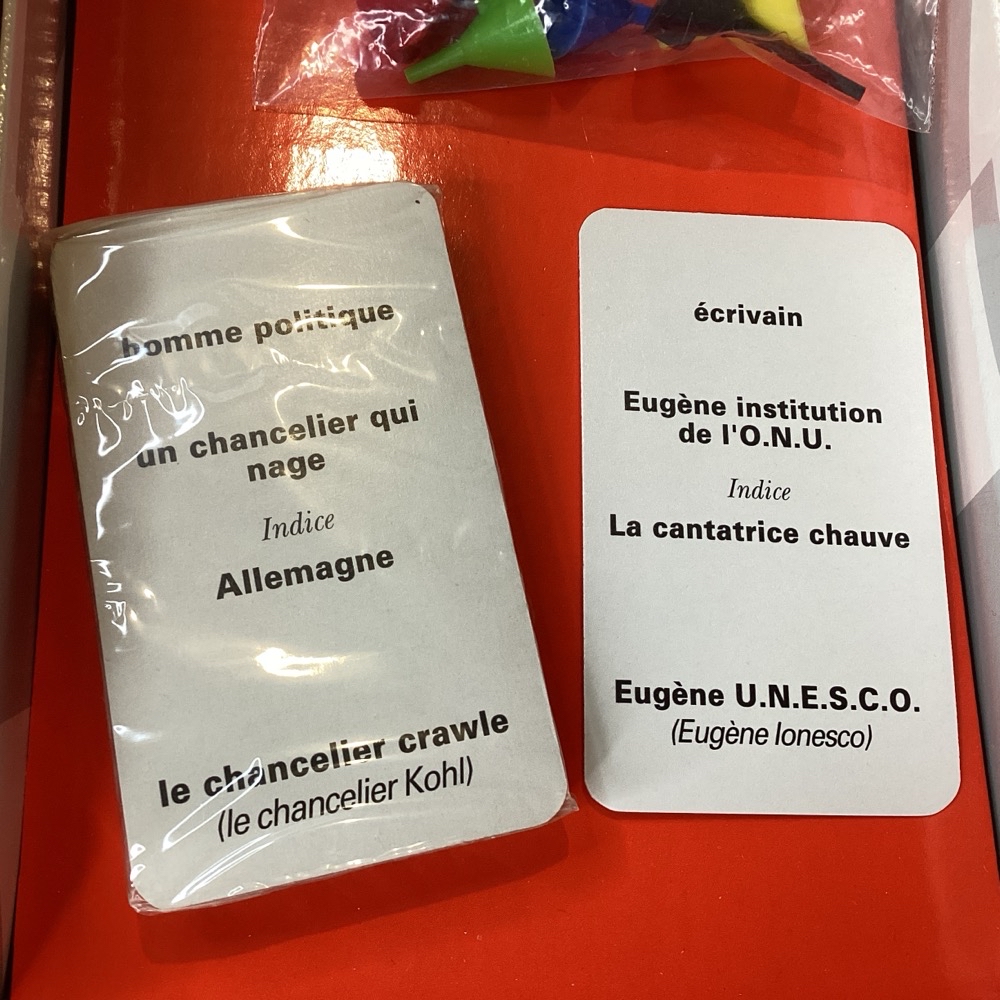 homme politique
un chancelier qui
nage
Indice
Allemagne
le chancelier crawle
(le chancelier Kohl)
écrivain
Eugène institution
de l'O.N.U.
Indice
La cantatrice chauve
Eugène U.N.E.S.C.O.
(Eugène Ionesco)